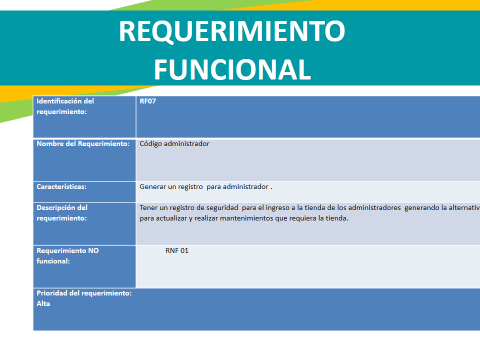 REQUERIMIENTO
FUNCIONAL
Identificación del
requerimiento:
RF07
Nombre del Requerimiento:
Código administrador
Características:
Generar un registro para administrador .
Descripción del
requerimiento:
Tener un registro de seguridad para el ingreso a la tienda de los administradores generando la
para actualizar y realizar mantenimientos que requiera la tienda.
Requerimiento NO
funcional:
RNF 01
Prioridad del requerimiento:
Alta